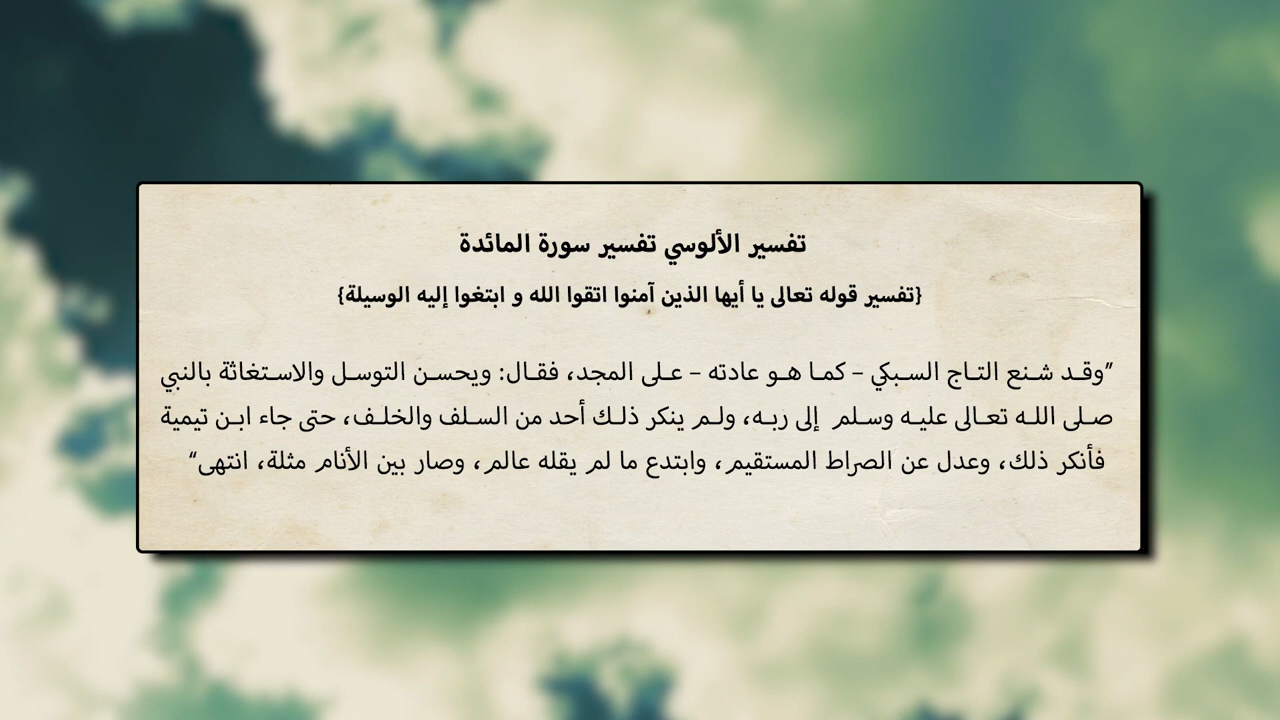 تفسير الألوسي تفسير سورة المائدة
{تفسير قوله تعالى يا أيها الذين آمنوا اتقوا الله و ابتغوا إليه الوسيلة}
"وقد شنع التاج السبكي – كما هو عادته – على المجد، فقال: ويحسن التوسل والاستغاثة بالنبي
صلى الله تعالى عليه وسلم إلى ربه، ولم ينكر ذلك أحد من السلف والخلف، حتى جاء ابن تيمية
فأنكر ذلك، وعدل عن الصراط المستقيم، وابتدع ما لم يقله عالم، وصار بين الأنام مثلة، انتهى"